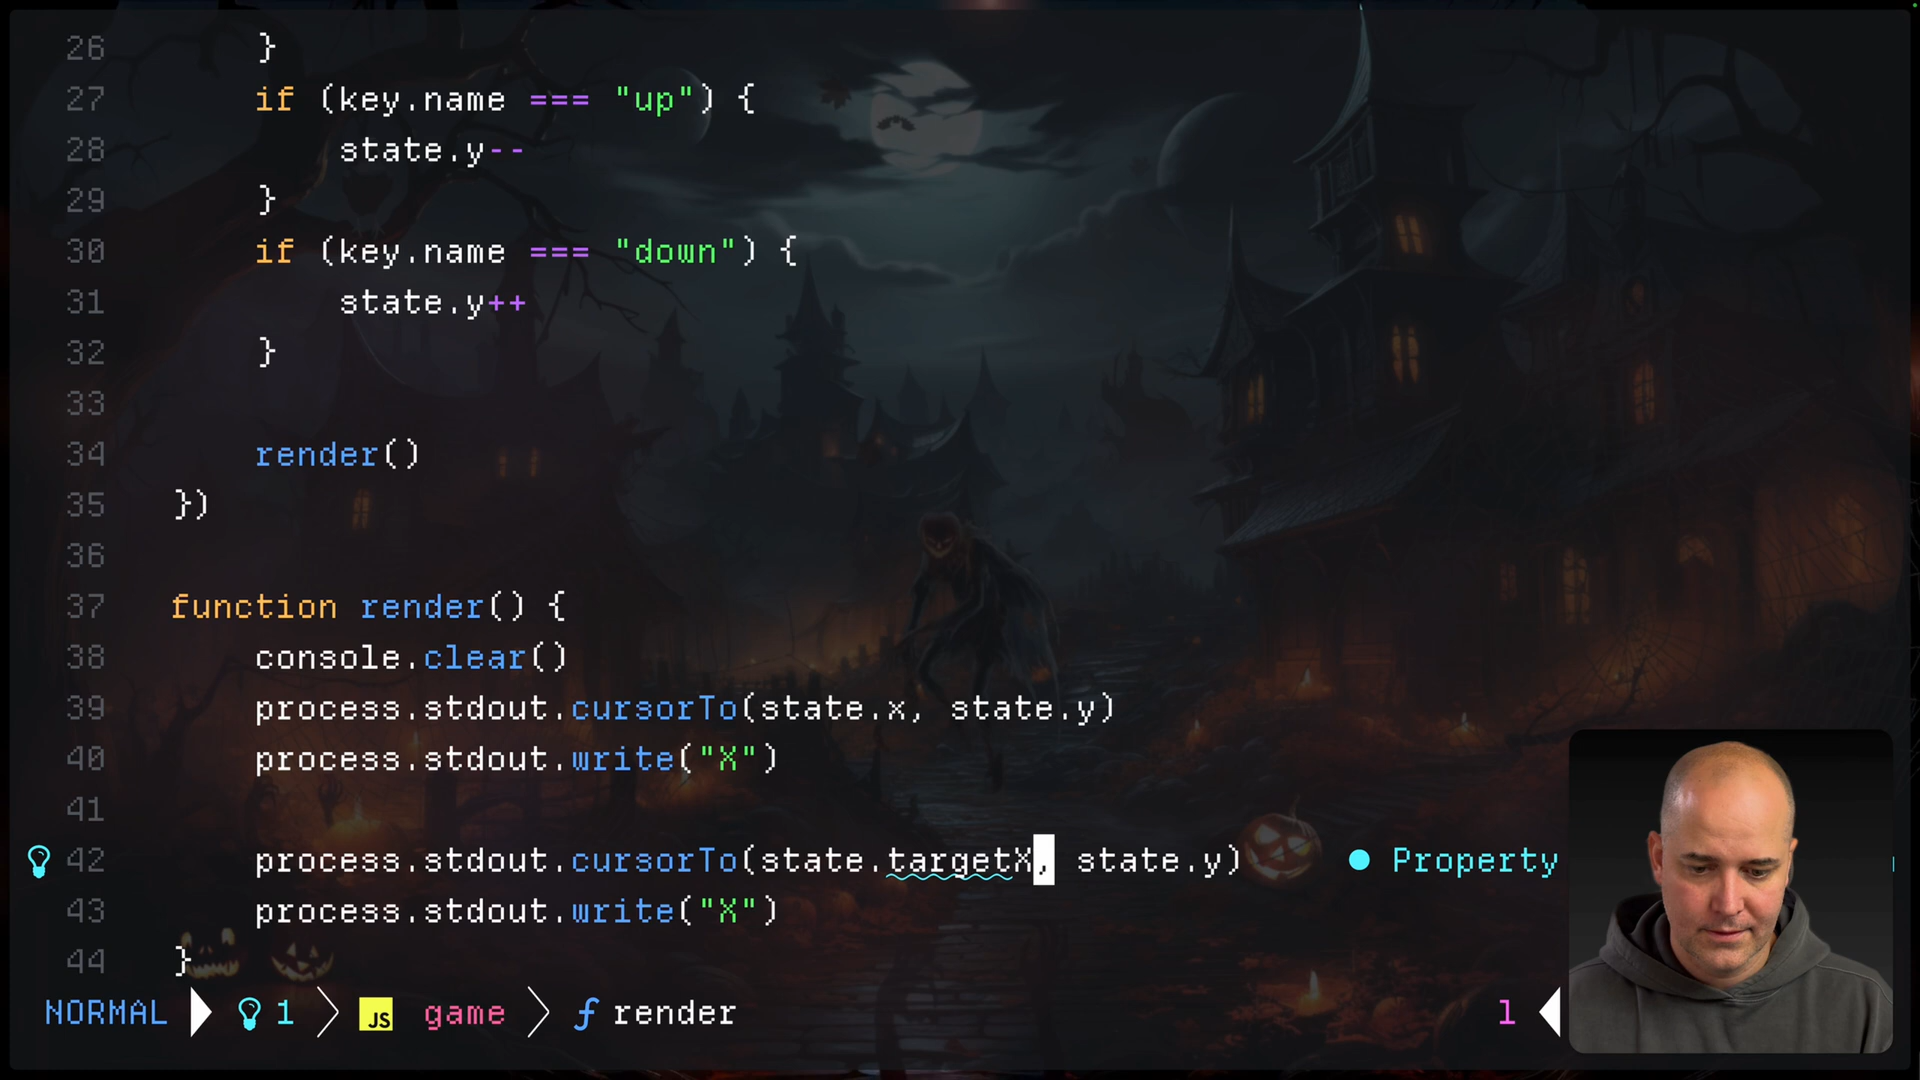 26 }
27 if (key.name === "up") {
28 state.y--
29 }
30 if (key.name === "down") {
31 state.y++
32 }
33
34 render()
35 })
36
37 function render() {
38 console.clear()
39 process.stdout.cursorTo(state.x, state.y)
40 process.stdout.write("X")
41
42 process.stdout.cursorTo(state.targetX, state.y) ● Property
43 process.stdout.write("X")
44 }
NORMAL 1 JS game f render l